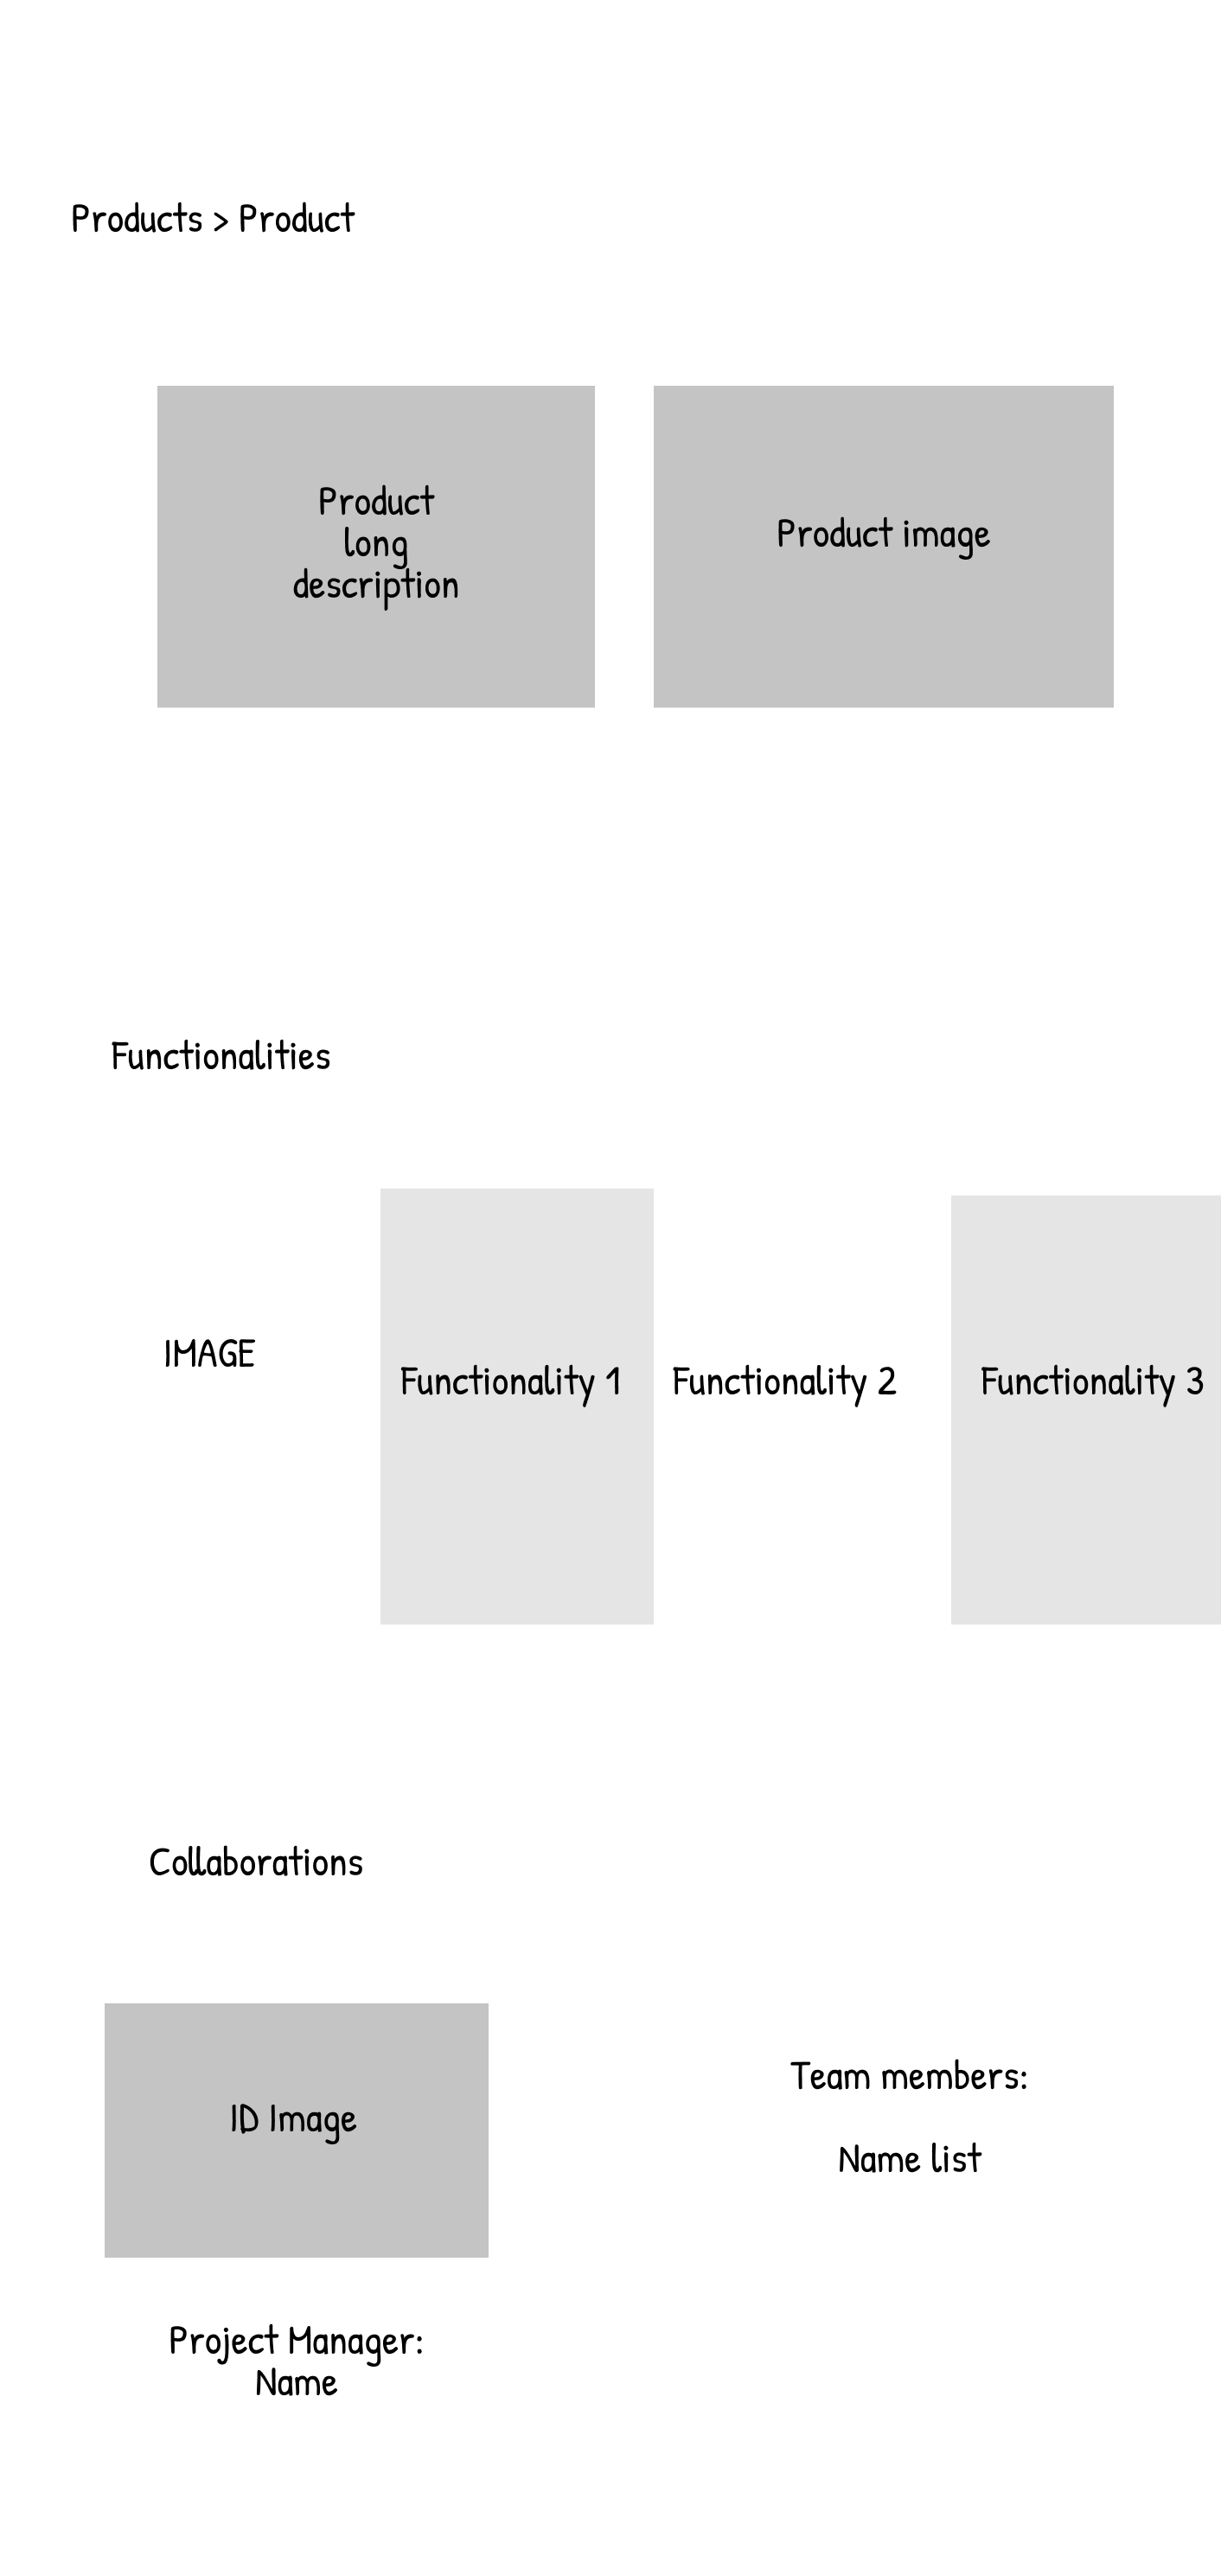 Products > Product
Product
long
description
Product image
Functionalities
IMAGE
Functionality 1
Functionality 2
Functionality 3
Collaborations
ID Image
Project Manager:
Name
Team members:
Name list